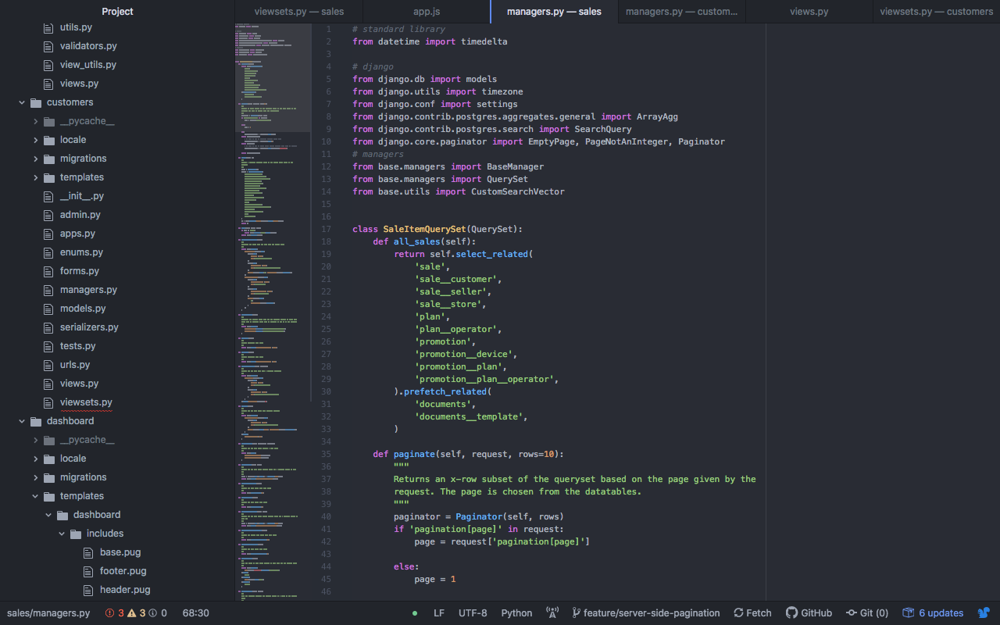 Project
utils.py
validators.py
view_utils.py
views.py
customers
__pycache__
locale
migrations
templates
__init__.py
admin.py
apps.py
enums.py
forms.py
managers.py
models.py
serializers.py
tests.py
urls.py
views.py
viewsets.py
dashboard
__pycache__
locale
migrations
templates
dashboard
includes
base.pug
footer.pug
header.pug
viewsets.py — sales
app.js
managers.py — sales
managers.py — custom...
views.py
viewsets.py — customers
1 # standard library
2 from datetime import timedelta
3
4 # django
5 from django.db import models
6 from django.utils import timezone
7 from django.conf import settings
8 from django.contrib.postgres.aggregates.general import ArrayAgg
9 from django.contrib.postgres.search import SearchQuery
10 from django.core.paginator import EmptyPage, PageNotAnInteger, Paginator
11 # managers
12 from base.managers import BaseManager
13 from base.managers import QuerySet
14 from base.utils import CustomSearchVector
15
16
17 class SaleItemQuerySet(QuerySet):
18     def all_sales(self):
19         return self.select_related(
20             'sale',
21             'sale__customer',
22             'sale__seller',
23             'sale__store',
24             'plan',
25             'plan__operator',
26             'promotion',
27             'promotion__device',
28             'promotion__plan',
29             'promotion__plan__operator',
30         ).prefetch_related(
31             'documents',
32             'documents__template',
33         )
34
35     def paginate(self, request, rows=10):
36         """
37         Returns an x-row subset of the queryset based on the page given by the
38         request. The page is chosen from the datatables.
39         """
40         paginator = Paginator(self, rows)
41         if 'pagination[page]' in request:
42             page = request['pagination[page]']
43
44         else:
45             page = 1
46
sales/managers.py 3 3 0 68:30 LF UTF-8 Python feature/server-side-pagination Fetch GitHub Git (0) 6 updates